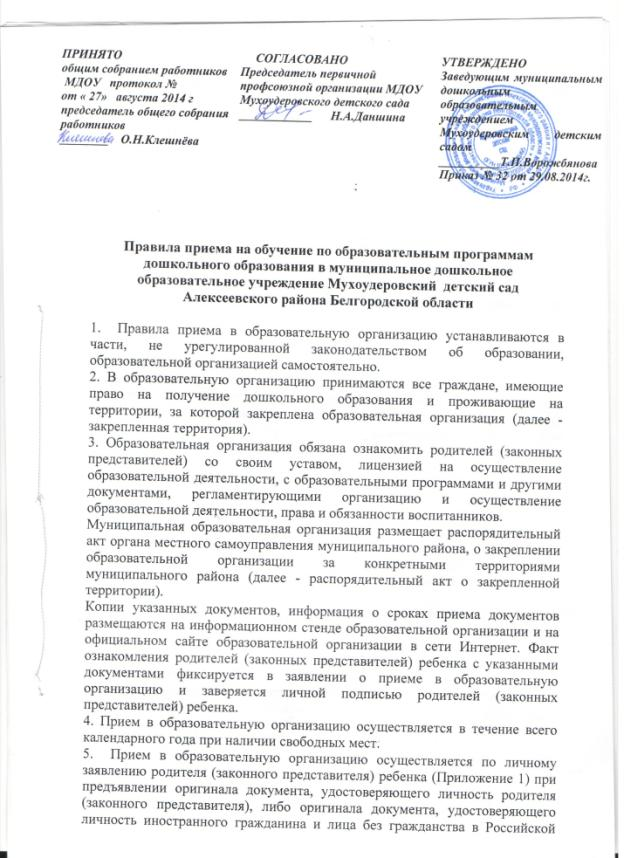 ПРИНЯТО
общим собранием работников
МДОУ протокол №
от « 27» августа 2014 г
председатель общего собрания
работников
О.Н.Клешнёва
СОГЛАСОВАНО
Председатель первичной
профсоюзной организации МДОУ
Мухоудеровского детского сада
Н.А.Даншина
УТВЕРЖДЕНО
Заведующим муниципальным
дошкольным
образовательным
учреждением
Мухоудеровским детским
садом
Т.П.Ворожбянова
Приказ № 32 от 29.08.2014г.
Правила приема на обучение по образовательным программам
дошкольного образования в муниципальное дошкольное
образовательное учреждение Мухоудеровский детский сад
Алексеевского района Белгородской области
1. Правила приема в образовательную организацию устанавливаются в
части, не урегулированной законодательством об образовании,
образовательной организацией самостоятельно.
2. В образовательную организацию принимаются все граждане, имеющие
право на получение дошкольного образования и проживающие на
территории, за которой закреплена образовательная организация (далее -
закрепленная территория).
3. Образовательная организация обязана ознакомить родителей (законных
представителей) со своим уставом, лицензией на осуществление
образовательной деятельности, с образовательными программами и другими
документами, регламентирующими организацию и осуществление
образовательной деятельности, права и обязанности воспитанников.
Муниципальная образовательная организация размещает распорядительный
акт органа местного самоуправления муниципального района, о закреплении
образовательной организации за конкретными территориями
муниципального района (далее - распорядительный акт о закрепленной
территории).
Копии указанных документов, информация о сроках приема документов
размещаются на информационном стенде образовательной организации и на
официальном сайте образовательной организации в сети Интернет. Факт
ознакомления родителей (законных представителей) ребенка с указанными
документами фиксируется в заявлении о приеме в образовательную
организацию и заверяется личной подписью родителей (законных
представителей) ребенка.
4. Прием в образовательную организацию осуществляется в течение всего
календарного года при наличии свободных мест.
5. Прием в образовательную организацию осуществляется по личному
заявлению родителя (законного представителя) ребенка (Приложение 1) при
предъявлении оригинала документа, удостоверяющего личность родителя
(законного представителя), либо оригинала документа, удостоверяющего
личность иностранного гражданина и лица без гражданства в Российской